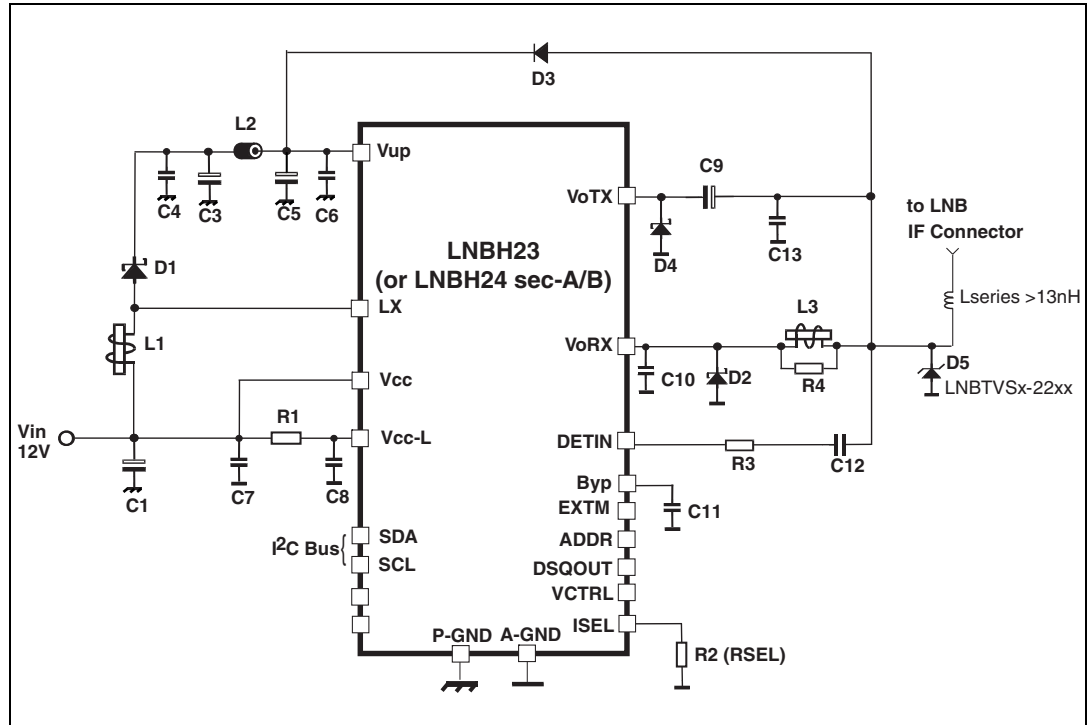 D3
L2
Vup
C9
C4
C3
C5
C6
VoTX
to LNB
IF Connector
LNBH23
(or LNBH24 sec-A/B)
D4
C13
D1
LX
L3
Lseries >13nH
L1
VoRX
Vcc
C10
D2
R4
D5
LNBTVSx-22xx
R1
Vin
12V
Vcc-L
DETIN
R3
C12
C1
C7
C8
Byp
C11
EXTM
SDA
I²C Bus
SCL
ADDR
DSQOUT
VCTRL
ISEL
P-GND
A-GND
R2 (RSEL)